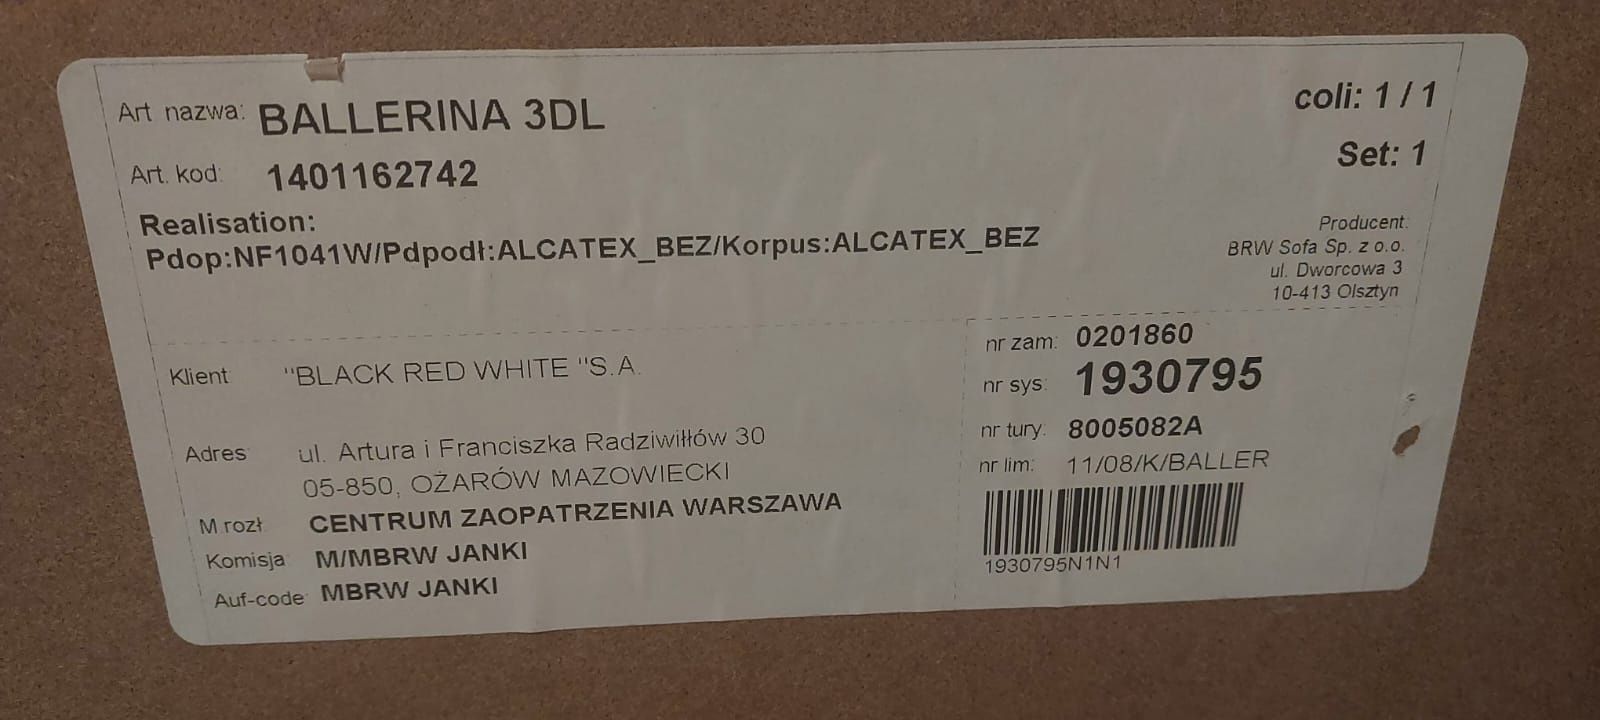 Art nazwa: BALLERINA 3DL
coli: 1 / 1
Art. kod: 1401162742
Set: 1
Realisation:
Pdop:NF1041W/Pdpodł:ALCATEX_BEZ/Korpus:ALCATEX_BEZ
Producent:
BRW Sofa Sp. z o.o.
ul. Dworcowa 3
10-413 Olsztyn
Klient "BLACK RED WHITE "S.A.
Adres ul. Artura i Franciszka Radziwiłłów 30
05-850, OŻARÓW MAZOWIECKI
M.rozł CENTRUM ZAOPATRZENIA WARSZAWA
Komisja M/MBRW JANKI
Auf-code MBRW JANKI
nr zam: 0201860
nr sys: 1930795
nr tury: 8005082A
nr lim: 11/08/K/BALLER
1930795N1N1